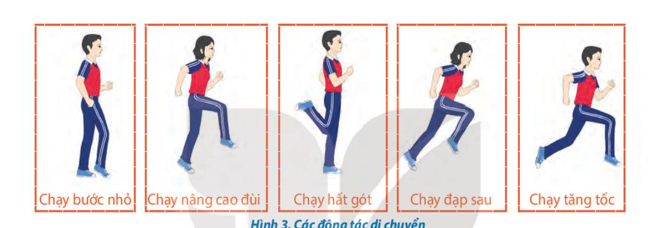 Chạy bước nhỏ
Chạy nâng cao đùi
Chạy hất gót
Chạy đạp sau
Chạy tăng tốc
Hình 3. Các động tác di chuyển